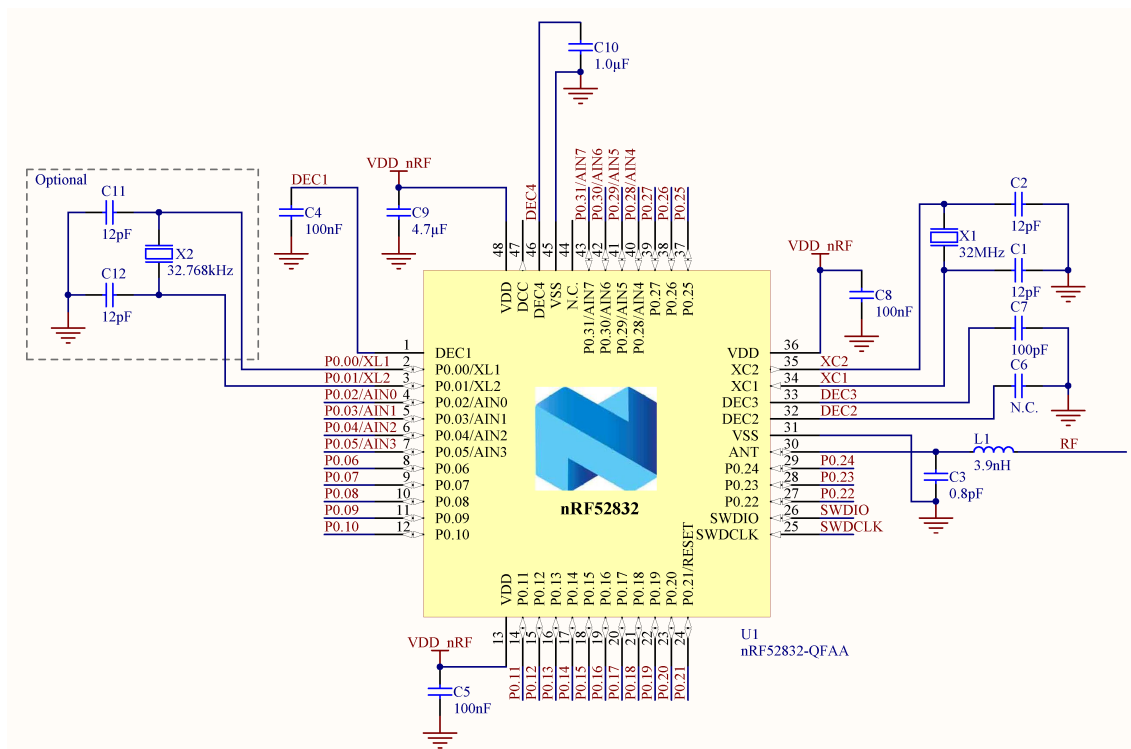 C10
1.0µF
Optional
C11
12pF
X2
32.768kHz
C12
12pF
DEC1
C4
100nF
VDD_nRF
C9
4.7µF
DEC4
P0.31/AIN7
P0.30/AIN6
P0.29/AIN5
P0.28/AIN4
P0.27
P0.26
P0.25
48
47
46
45
44
43
42
41
40
39
38
37
VDD
DCC
DEC4
VSS
N.C.
P0.31/AIN7
P0.30/AIN6
P0.29/AIN5
P0.28/AIN4
P0.27
P0.26
P0.25
C2
12pF
X1
32MHz
C1
12pF
VDD_nRF
C8
100nF
C7
100pF
C6
N.C.
1 DEC1
P0.00/XL1 2 P0.00/XL1
P0.01/XL2 3 P0.01/XL2
P0.02/AIN0 4 P0.02/AIN0
P0.03/AIN1 5 P0.03/AIN1
P0.04/AIN2 6 P0.04/AIN2
P0.05/AIN3 7 P0.05/AIN3
P0.06 8 P0.06
P0.07 9 P0.07
P0.08 10 P0.08
P0.09 11 P0.09
P0.10 12 P0.10
nRF52832
VDD 36
XC2 35 XC2
XC1 34 XC1
DEC3 33 DEC3
DEC2 32 DEC2
VSS 31
ANT 30
P0.24 29 P0.24
P0.23 28 P0.23
P0.22 27 P0.22
SWDIO 26 SWDIO
SWDCLK 25 SWDCLK
L1
3.9nH
RF
C3
0.8pF
VDD
P0.11
P0.12
P0.13
P0.14
P0.15
P0.16
P0.17
P0.18
P0.19
P0.20
P0.21/RESET
13
14
15
16
17
18
19
20
21
22
23
24
P0.11
P0.12
P0.13
P0.14
P0.15
P0.16
P0.17
P0.18
P0.19
P0.20
P0.21
VDD_nRF
C5
100nF
U1
nRF52832-QFAA